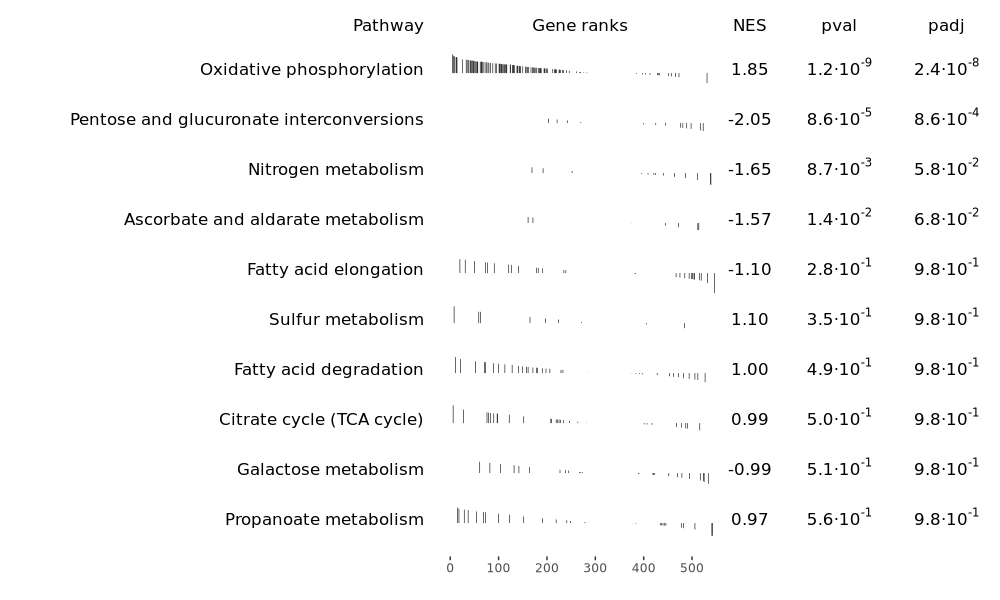 Pathway Gene ranks NES pval padj
Oxidative phosphorylation 1.85 1.2·10^-9 2.4·10^-8
Pentose and glucuronate interconversions -2.05 8.6·10^-5 8.6·10^-4
Nitrogen metabolism -1.65 8.7·10^-3 5.8·10^-2
Ascorbate and aldarate metabolism -1.57 1.4·10^-2 6.8·10^-2
Fatty acid elongation -1.10 2.8·10^-1 9.8·10^-1
Sulfur metabolism 1.10 3.5·10^-1 9.8·10^-1
Fatty acid degradation 1.00 4.9·10^-1 9.8·10^-1
Citrate cycle (TCA cycle) 0.99 5.0·10^-1 9.8·10^-1
Galactose metabolism -0.99 5.1·10^-1 9.8·10^-1
Propanoate metabolism 0.97 5.6·10^-1 9.8·10^-1
0 100 200 300 400 500